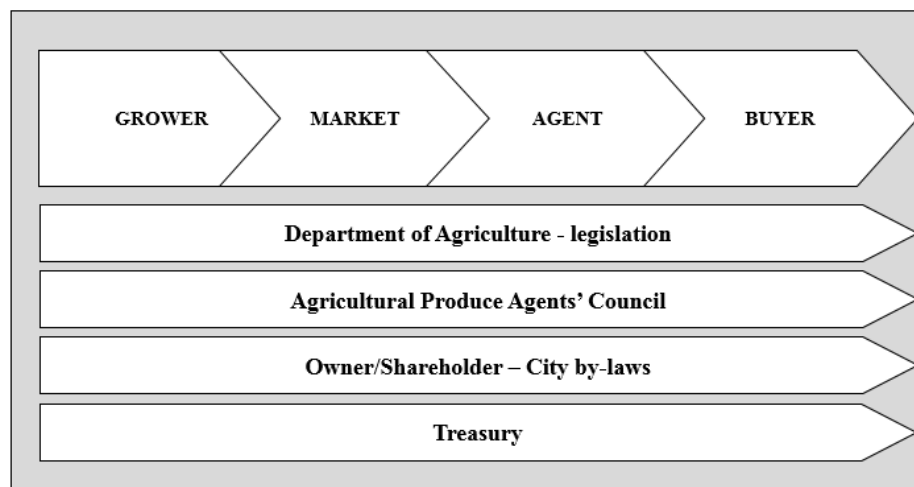 GROWER
MARKET
AGENT
BUYER
Department of Agriculture - legislation
Agricultural Produce Agents’ Council
Owner/Shareholder – City by-laws
Treasury